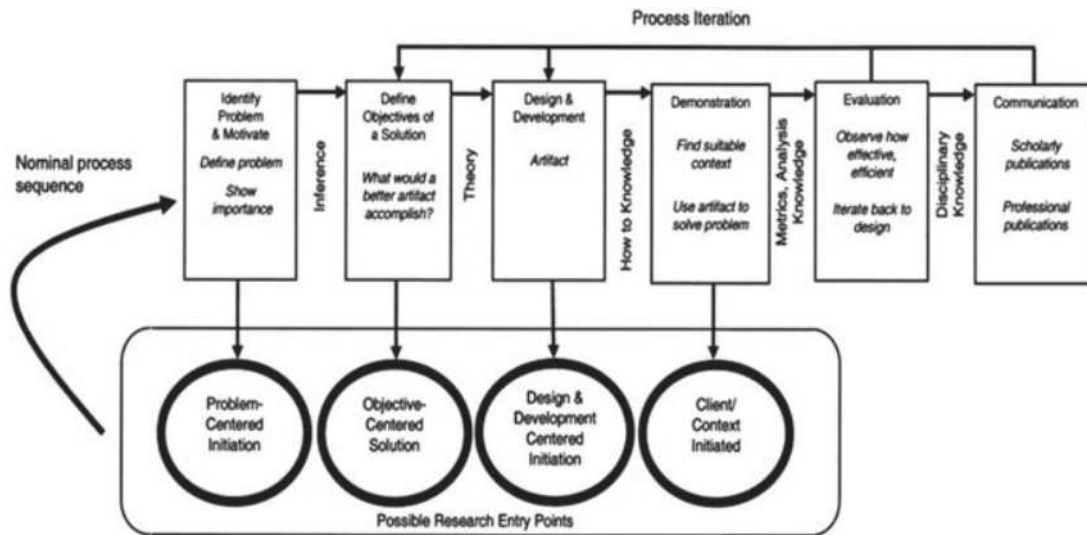 Process Iteration
Nominal process
sequence
Identify
Problem
& Motivate
Define problem
Show
importance
Inference
Define
Objectives of
a Solution
What would a
better artifact
accomplish?
Theory
Design &
Development
Artifact
How to Knowledge
Demonstration
Find suitable
context
Use artifact to
solve problem
Metrics, Analysis
Knowledge
Evaluation
Observe how
effective,
efficient
Iterate back to
design
Disciplinary
Knowledge
Communication
Scholarly
publications
Professional
publications
Problem-
Centered
Initiation
Objective-
Centered
Solution
Design &
Development
Centered
Initiation
Client/
Context
Initiated
Possible Research Entry Points